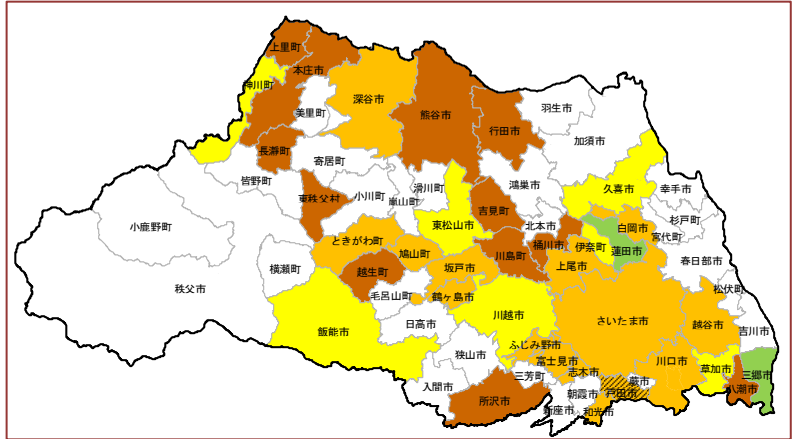 上里町
本庄市
神川町
美里町
深谷市
熊谷市
行田市
羽生市
加須市
長瀞町
寄居町
皆野町
小川町
嵐山町
滑川町
鴻巣市
久喜市
幸手市
東秩父村
吉見町
東松山市
北本市
杉戸町
白岡市
宮代町
小鹿野町
ときがわ町
鳩山町
川島町
桶川市
伊奈町
蓮田市
春日部市
横瀬町
越生町
坂戸市
上尾市
秩父市
毛呂山町
鶴ヶ島市
松伏町
川越市
さいたま市
越谷市
吉川市
飯能市
日高市
ふじみ野市
狭山市
富士見市
川口市
三芳町
志木市
蕨市
草加市
三郷市
入間市
所沢市
朝霞市
戸田市
八潮市
新座市
和光市